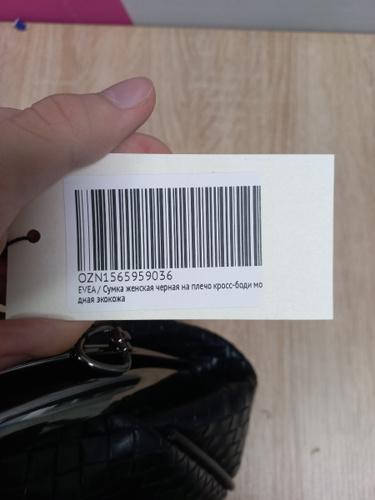 OZN1565959036
EVEA / Сумка женская черная на плечо кросс-боди мо
дная экокожа